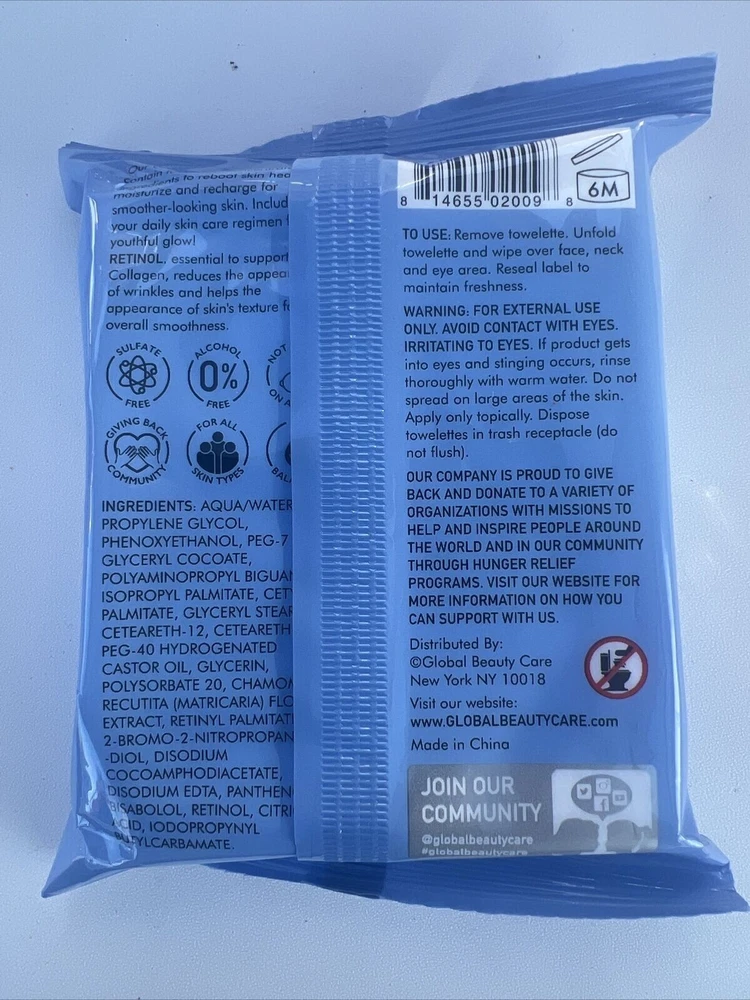 moisturize and recharge for
smoother-looking skin.
your daily skin care regimen
youthful glow!
RETINOL, essential to support
Collagen, reduces the
of wrinkles and helps the
appearance of skin's texture
overall smoothness.
SULFATE
FREE
ALCOHOL
0%
FREE
NOT
GIVING BACK
COMMUNITY
FOR ALL
SKIN TYPES
INGREDIENTS: AQUA/WATER
PROPYLENE GLYCOL,
PHENOXYETHANOL, PEG-7
GLYCERYL COCOATE,
POLYAMINOPROPYL
ISOPROPYL PALMITATE,
PALMITATE, GLYCERYL
CETEARETH-12,
PEG-40 HYDROGENATED
CASTOR OIL, GLYCERIN,
POLYSORBATE 20,
RECUTITA (MATRICARIA)
EXTRACT, RETINYL
2-BROMO-2-NITROPROPAN
-DIOL, DISODIUM
COCOAMPHODIACETATE,
DISODIUM EDTA,
BISABOLOL, RETINOL,
ACID, IODOPROPYNYL
BUTYLCARBAMATE.
8 14655 02009 8
6M
TO USE: Remove towelette. Unfold
towelette and wipe over face, neck
and eye area. Reseal label to
maintain freshness.
WARNING: FOR EXTERNAL USE
ONLY. AVOID CONTACT WITH EYES.
IRRITATING TO EYES. If product gets
into eyes and stinging occurs, rinse
thoroughly with warm water. Do not
spread on large areas of the skin.
Apply only topically. Dispose
towelettes in trash receptacle (do
not flush).
OUR COMPANY IS PROUD TO GIVE
BACK AND DONATE TO A VARIETY OF
ORGANIZATIONS WITH MISSIONS TO
HELP AND INSPIRE PEOPLE AROUND
THE WORLD AND IN OUR COMMUNITY
THROUGH HUNGER RELIEF
PROGRAMS. VISIT OUR WEBSITE FOR
MORE INFORMATION ON HOW YOU
CAN SUPPORT WITH US.
Distributed By:
©Global Beauty Care
New York NY 10018
Visit our website:
www.GLOBALBEAUTYCARE.com
Made in China
JOIN OUR
COMMUNITY
@globalbeautycare
#globalbeautycare